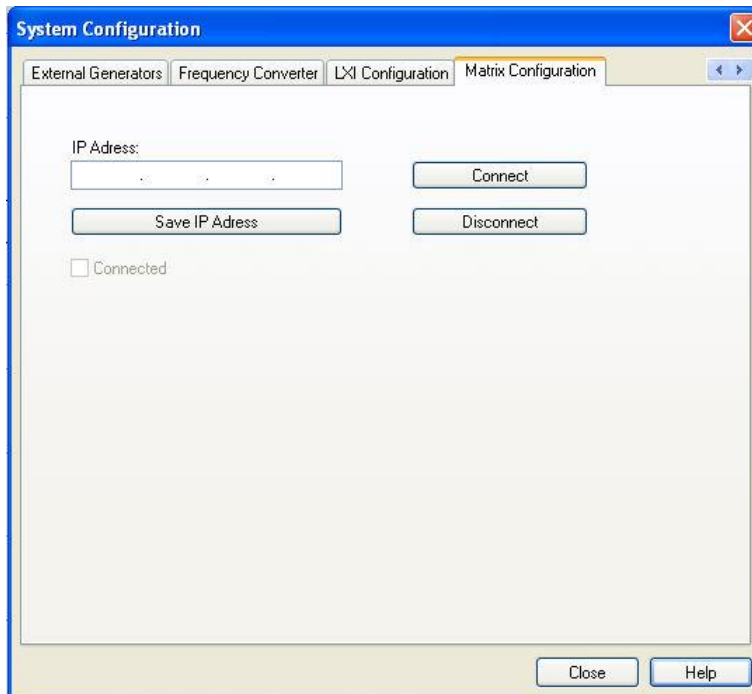 System Configuration
External Generators Frequency Converter LXI Configuration Matrix Configuration
IP Adress:
. . .
Connect
Save IP Adress Disconnect
Connected
Close Help